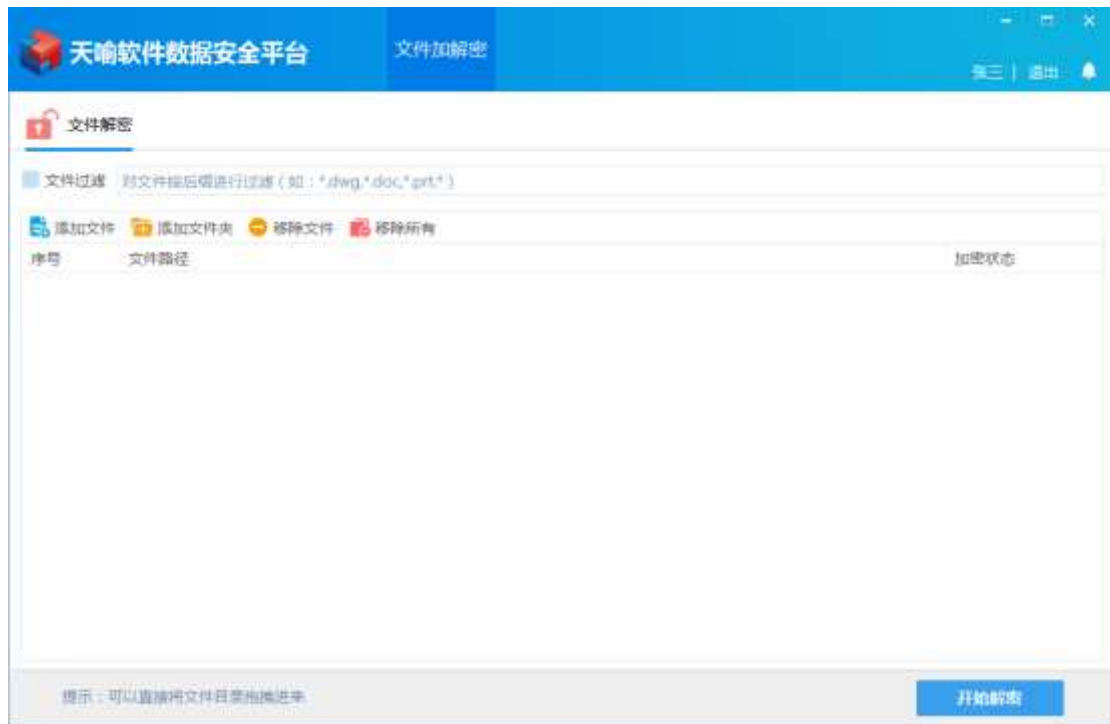 天喻软件数据安全平台
文件加解密
张三 | 退出
文件解密
文件过滤 对文件按后缀进行过滤 ( 如 : *.dwg,*.doc,*.prt.* )
添加文件 添加文件夹 移除文件 移除所有
序号 文件路径 加密状态
提示 : 可以直接将文件目录拖拽进来
开始解密